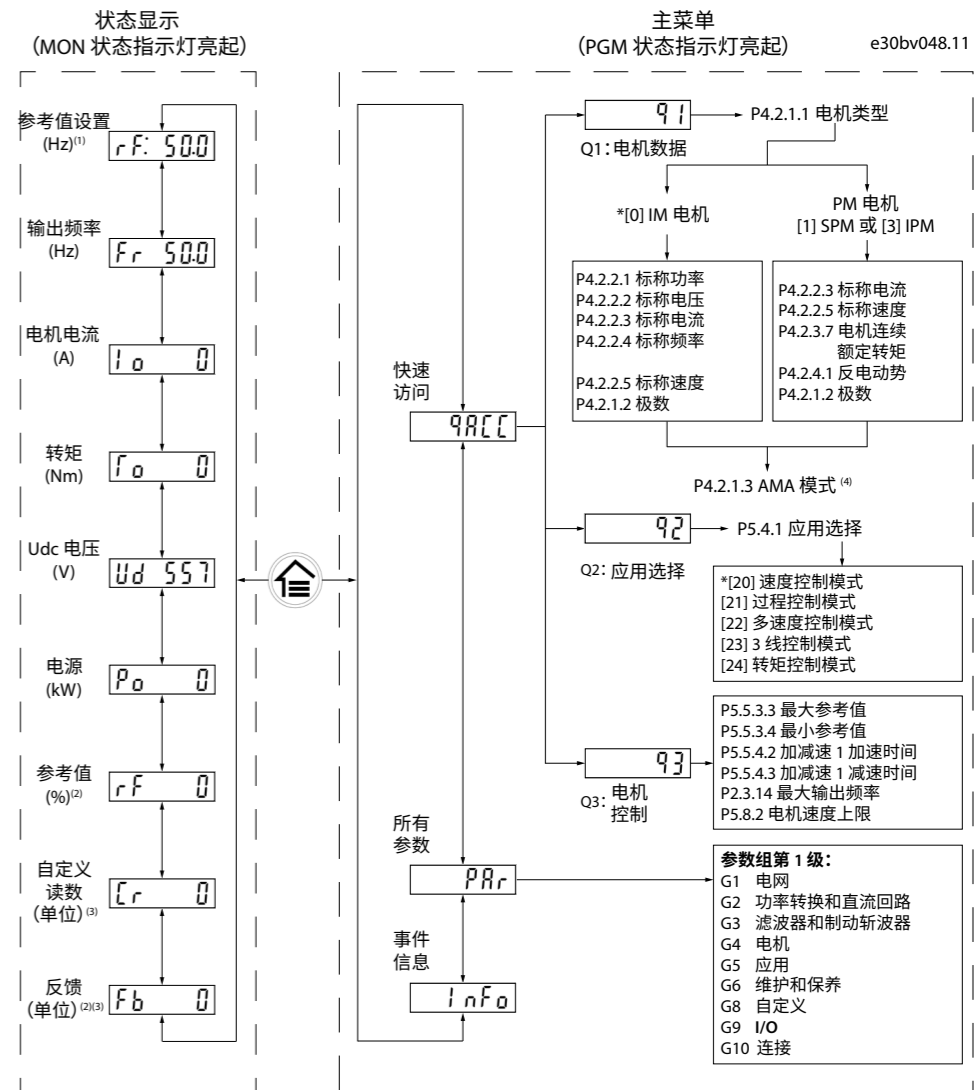 状态显示
（MON 状态指示灯亮起）
主菜单
（PGM 状态指示灯亮起）
e30bv048.11
参考值设置
(Hz)(1)
rF: 50.0
输出频率
(Hz)
Fr 50.0
电机电流
(A)
Io 0
转矩
(Nm)
To 0
Udc 电压
(V)
Ud 557
电源
(kW)
Po 0
参考值
(%)(2)
rF 0
自定义
读数
（单位）(3)
Cr 0
反馈
（单位）(2)(3)
Fb 0
快速
访问
qACC
所有
参数
PAr
事件
信息
InFo
q1
Q1：电机数据
P4.2.1.1 电机类型
*[0] IM 电机
PM 电机
[1] SPM 或 [3] IPM
P4.2.2.1 标称功率
P4.2.2.2 标称电压
P4.2.2.3 标称电流
P4.2.2.4 标称频率
P4.2.2.5 标称速度
P4.2.1.2 极数
P4.2.2.3 标称电流
P4.2.2.5 标称速度
P4.2.3.7 电机连续
额定转矩
P4.2.4.1 反电动势
P4.2.1.2 极数
P4.2.1.3 AMA 模式 (4)
q2
Q2：应用选择
P5.4.1 应用选择
*[20] 速度控制模式
[21] 过程控制模式
[22] 多速度控制模式
[23] 3 线控制模式
[24] 转矩控制模式
q3
Q3：电机
控制
P5.5.3.3 最大参考值
P5.5.3.4 最小参考值
P5.5.4.2 加减速 1 加速时间
P5.5.4.3 加减速 1 减速时间
P2.3.14 最大输出频率
P5.8.2 电机速度上限
参数组第 1 级：
G1 电网
G2 功率转换和直流回路
G3 滤波器和制动斩波器
G4 电机
G5 应用
G6 维护和保养
G8 自定义
G9 I/O
G10 连接